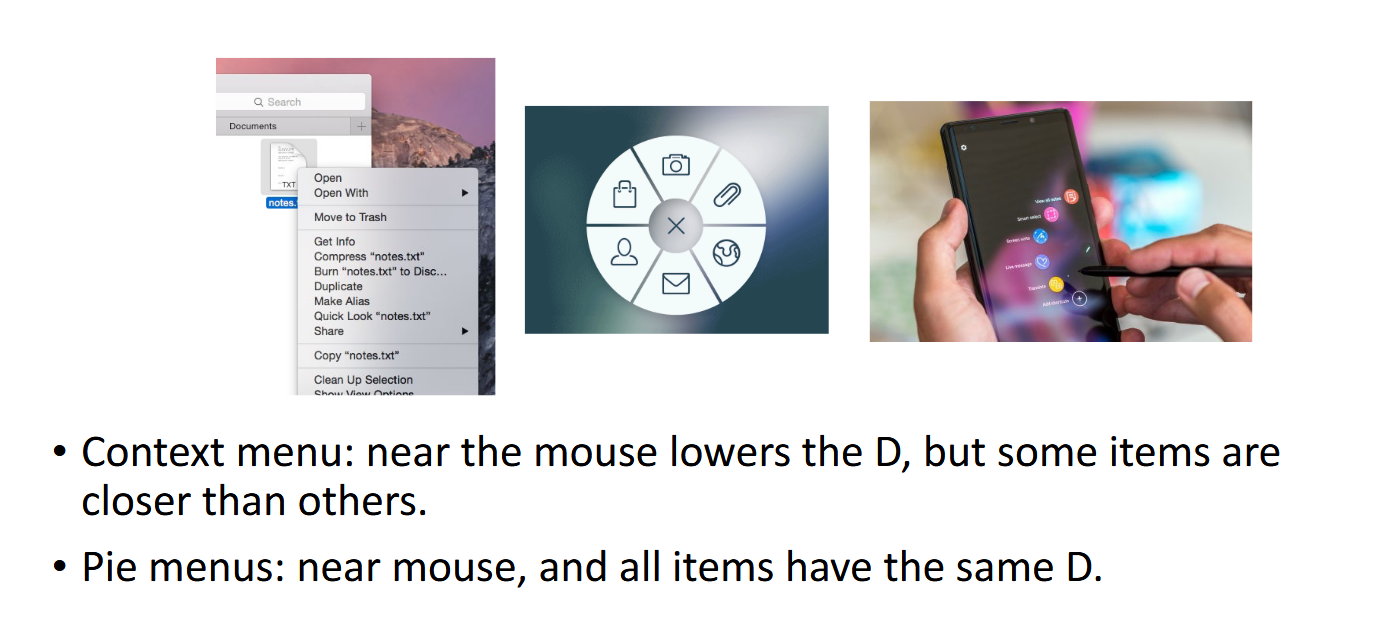 Search
Documents
+
TXT
notes.
Open
Open With
Move to Trash
Get Info
Compress “notes.txt”
Burn “notes.txt” to Disc...
Duplicate
Make Alias
Quick Look “notes.txt”
Share
Copy “notes.txt”
Clean Up Selection
Show View Options
View all notes
Smart select
Screen write
Live message
Translate
• Context menu: near the mouse lowers the D, but some items are
closer than others.
• Pie menus: near mouse, and all items have the same D.